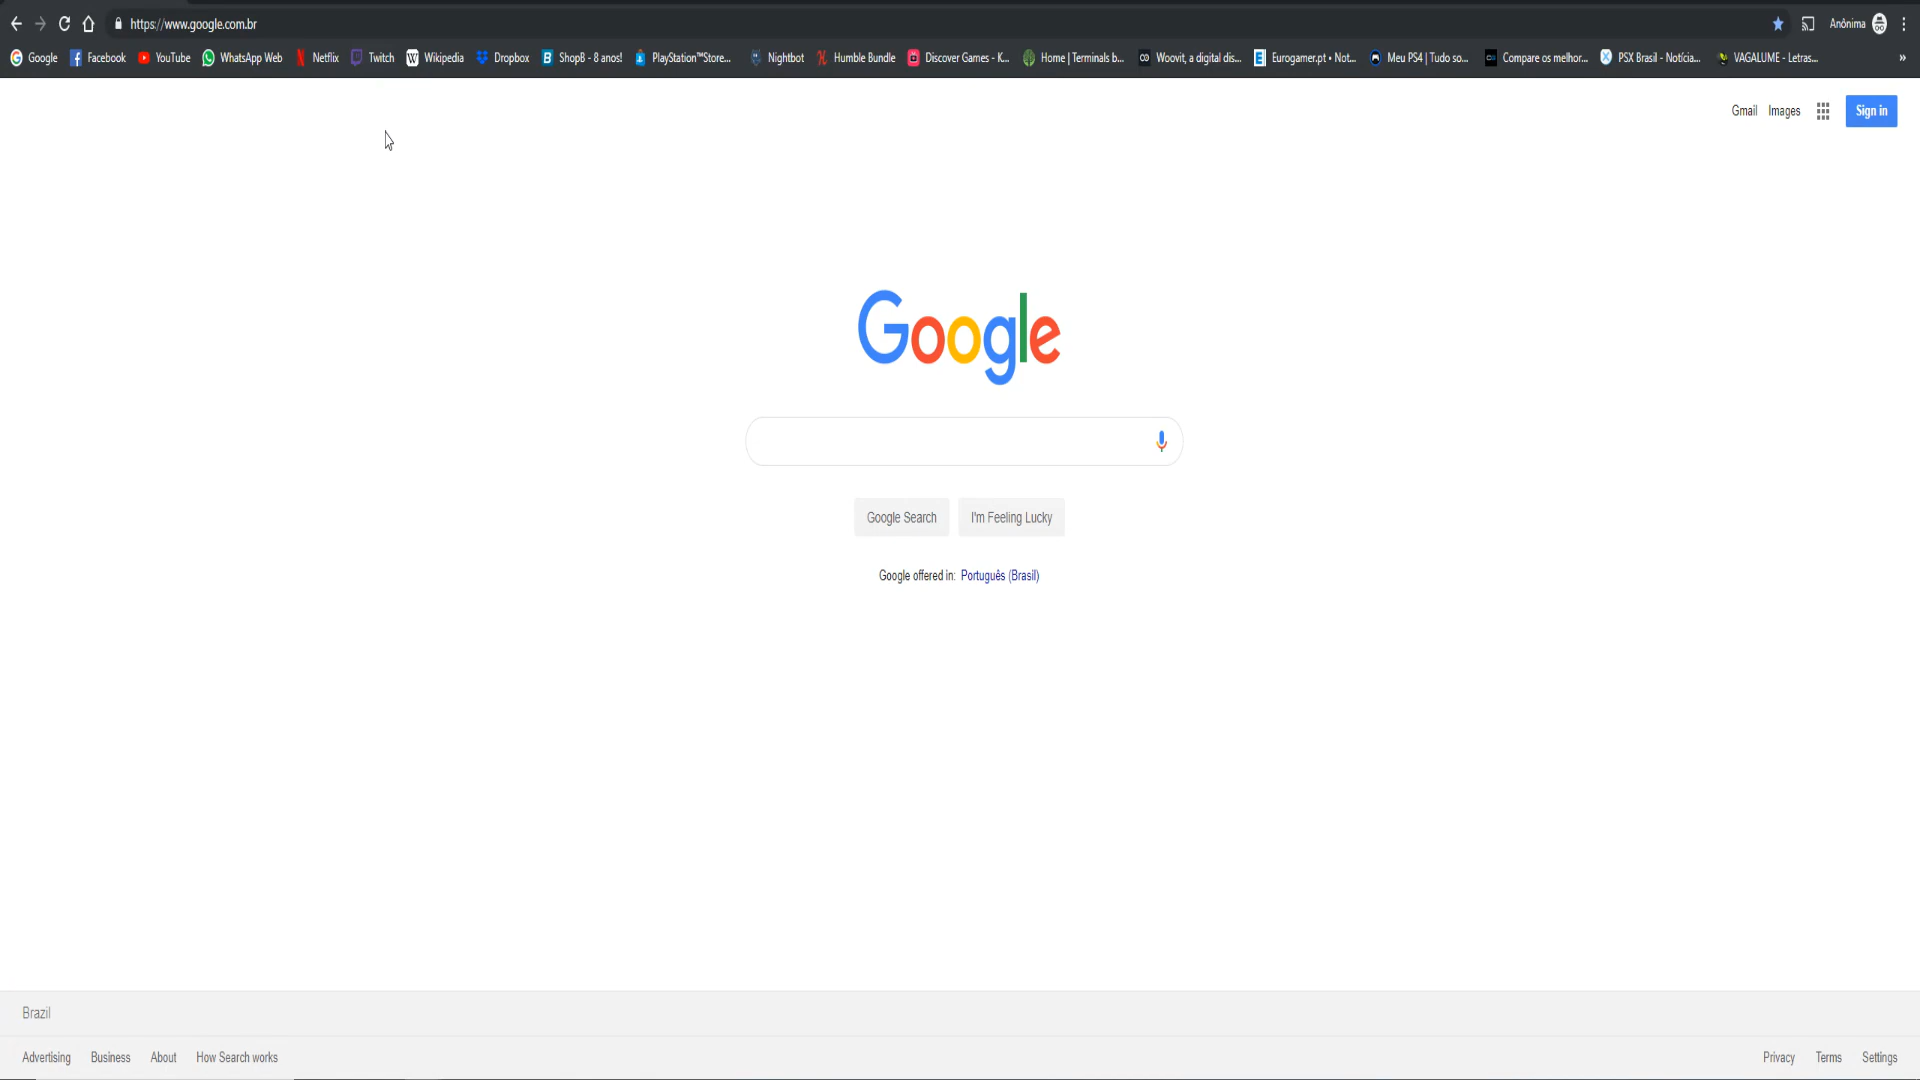 https://www.google.com.br Anônima
Google Facebook YouTube WhatsApp Web Netflix Twitch Wikipedia Dropbox ShopB - 8 anos! PlayStation™Store... Nightbot Humble Bundle Discover Games - K... Home | Terminals b... Woovit, a digital dis... Eurogamer.pt • Not... Meu PS4 | Tudo so... Compare os melhor... PSX Brasil - Notícia... VAGALUME - Letras... »
Gmail Images Sign in
Google
Google Search I'm Feeling Lucky
Google offered in: Português (Brasil)
Brazil
Advertising Business About How Search works Privacy Terms Settings